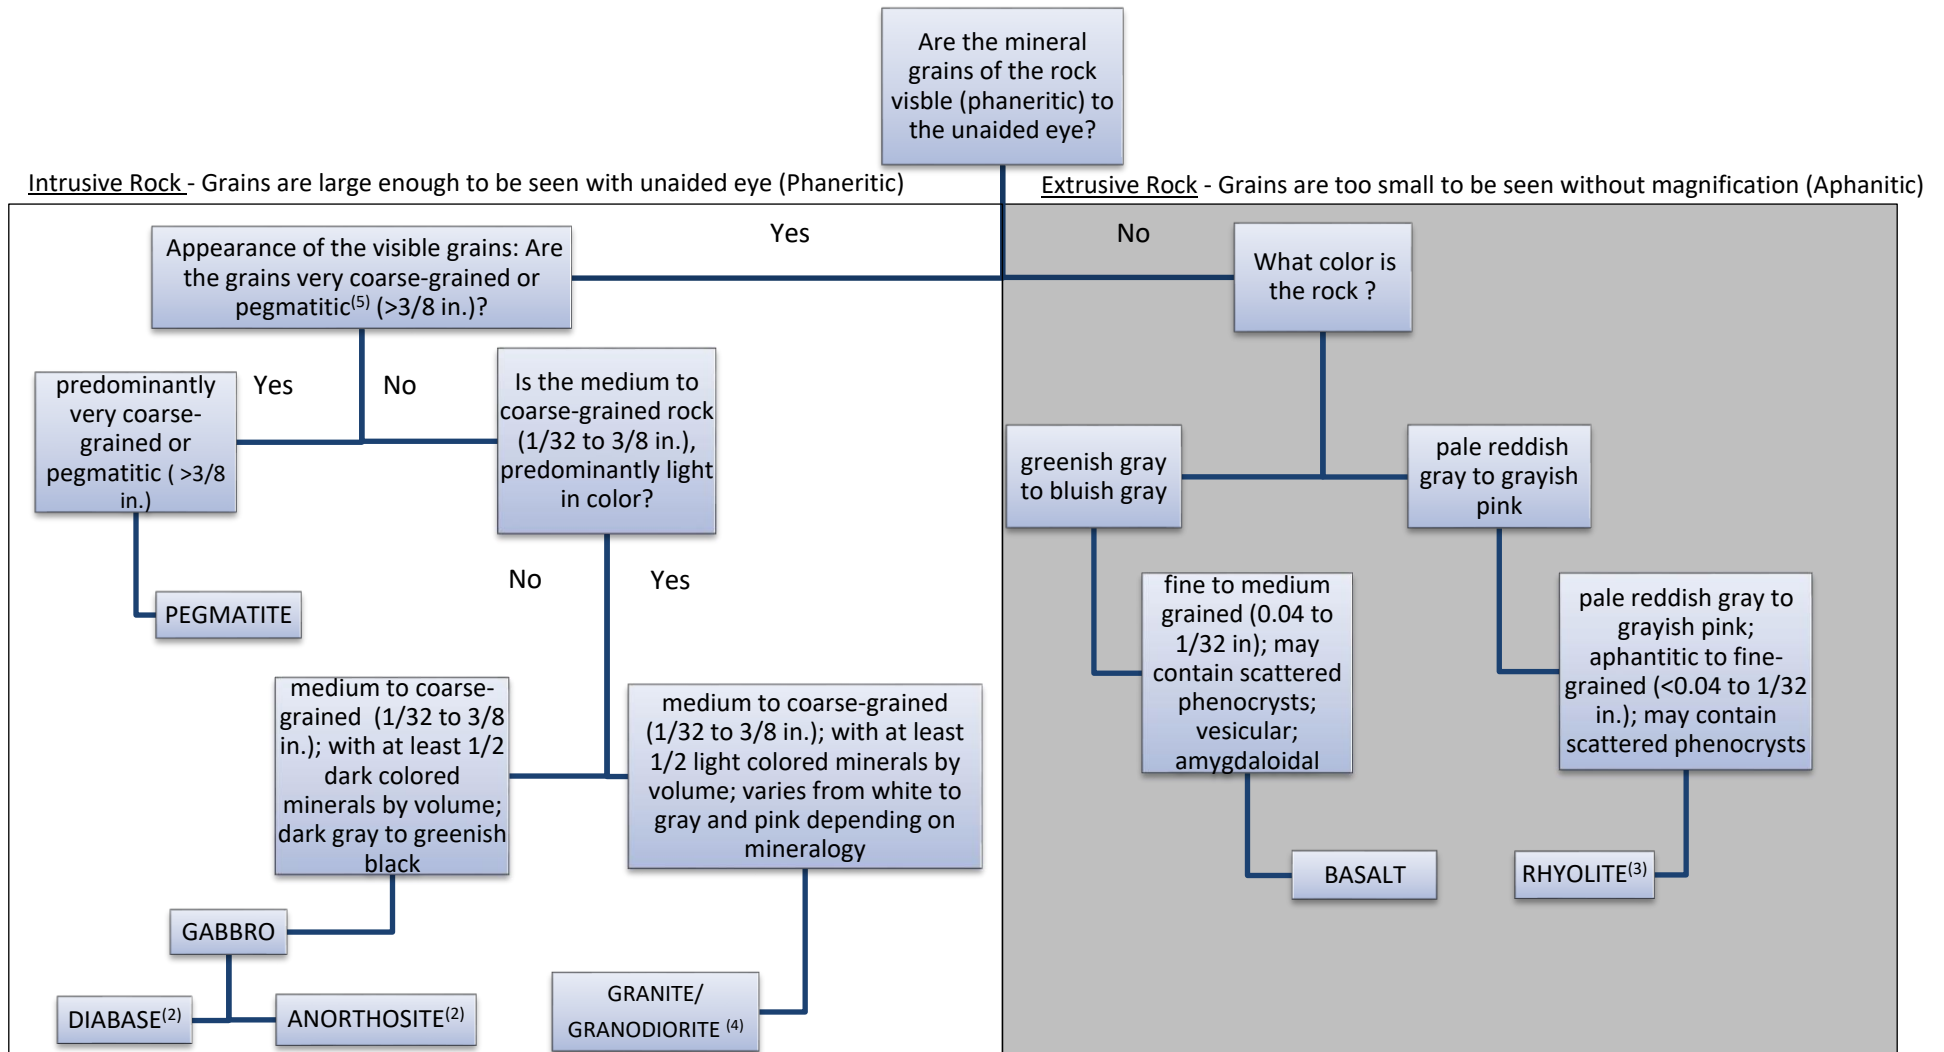 Are the mineral
grains of the rock
visble (phaneritic) to
the unaided eye?
Intrusive Rock - Grains are large enough to be seen with unaided eye (Phaneritic)
Extrusive Rock - Grains are too small to be seen without magnification (Aphanitic)
Yes
No
Appearance of the visible grains: Are
the grains very coarse-grained or
pegmatitic(5) (>3/8 in.)?
What color is
the rock ?
predominantly
very coarse-
grained or
pegmatitic ( >3/8
in.)
Yes
No
Is the medium to
coarse-grained rock
(1/32 to 3/8 in.),
predominantly light
in color?
greenish gray
to bluish gray
pale reddish
gray to grayish
pink
No
Yes
PEGMATITE
fine to medium
grained (0.04 to
1/32 in); may
contain scattered
phenocrysts;
vesicular;
amygdaloidal
pale reddish gray to
grayish pink;
aphantitic to fine-
grained (<0.04 to 1/32
in.); may contain
scattered phenocrysts
medium to coarse-
grained (1/32 to 3/8
in.); with at least 1/2
dark colored
minerals by volume;
dark gray to greenish
black
medium to coarse-grained
(1/32 to 3/8 in.); with at least
1/2 light colored minerals by
volume; varies from white to
gray and pink depending on
mineralogy
BASALT
RHYOLITE(3)
GABBRO
DIABASE(2)
ANORTHOSITE(2)
GRANITE/
GRANODIORITE (4)